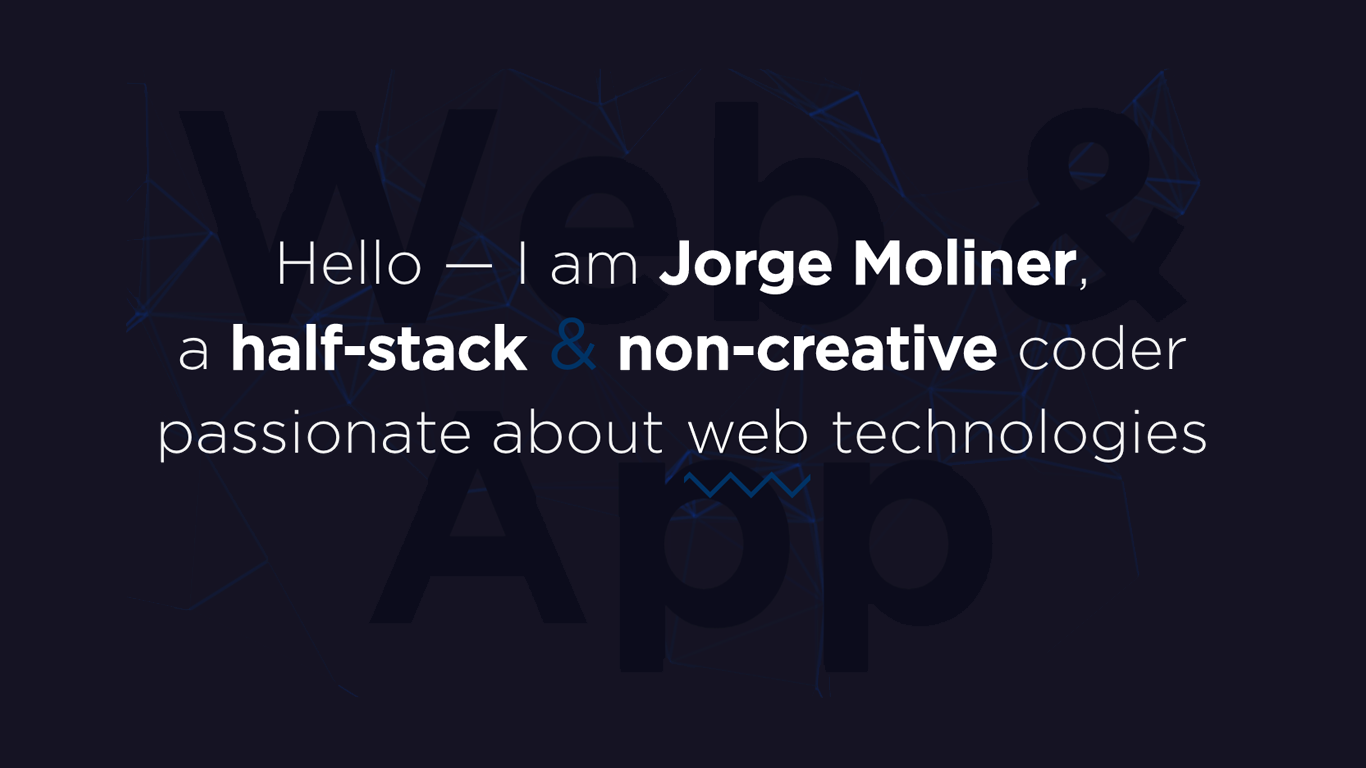 Web &
App
Hello — I am Jorge Moliner,
a half-stack & non-creative coder
passionate about web technologies